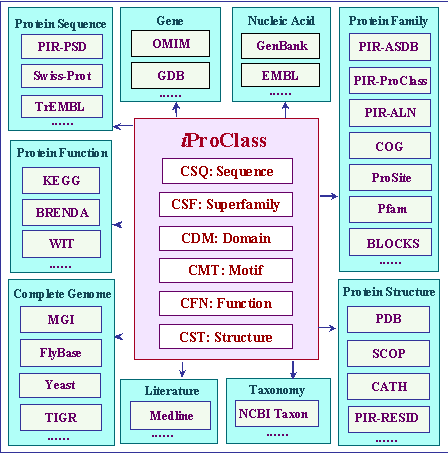 Protein Sequence
PIR-PSD
Swiss-Prot
TrEMBL
......
Gene
OMIM
GDB
......
Nucleic Acid
GenBank
EMBL
......
Protein Family
PIR-ASDB
PIR-ProClass
PIR-ALN
COG
ProSite
Pfam
BLOCKS
......
Protein Function
KEGG
BRENDA
WIT
......
iProClass
CSQ: Sequence
CSF: Superfamily
CDM: Domain
CMT: Motif
CFN: Function
CST: Structure
Complete Genome
MGI
FlyBase
Yeast
TIGR
......
Literature
Medline
......
Taxonomy
NCBI Taxon
......
Protein Structure
PDB
SCOP
CATH
PIR-RESID
......